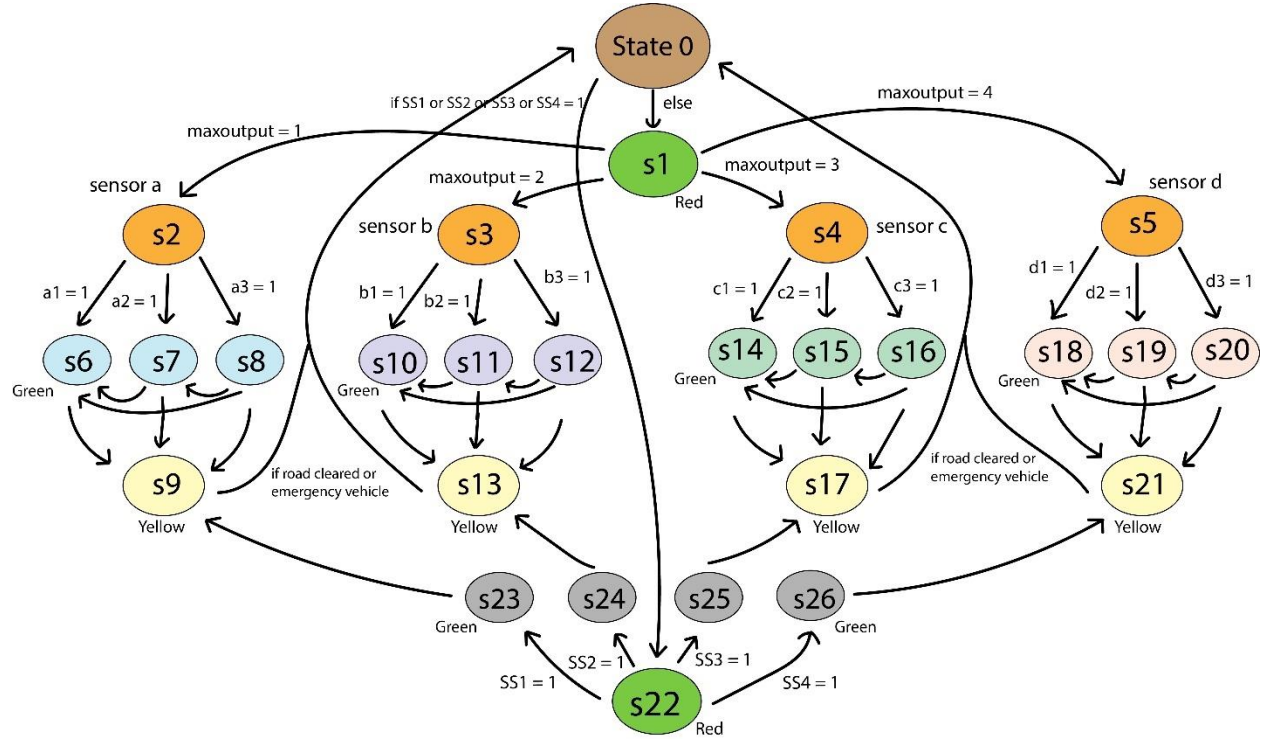 State 0
if SS1 or SS2 or SS3 or SS4 = 1
else
maxoutput = 4
maxoutput = 1
s1
maxoutput = 3
maxoutput = 2
Red
sensor a
sensor d
s2
sensor b
s3
s4
sensor c
s5
a1 = 1
a2 = 1
a3 = 1
b1 = 1
b2 = 1
b3 = 1
c1 = 1
c2 = 1
c3 = 1
d1 = 1
d2 = 1
d3 = 1
s6
s7
s8
s10
s11
s12
s14
s15
s16
s18
s19
s20
Green
Green
Green
Green
if road cleared or
emergency vehicle
if road cleared or
emergency vehicle
s9
s13
s17
s21
Yellow
Yellow
Yellow
Yellow
s23
s24
s25
s26
Green
Green
SS1 = 1
SS2 = 1
SS3 = 1
SS4 = 1
s22
Red